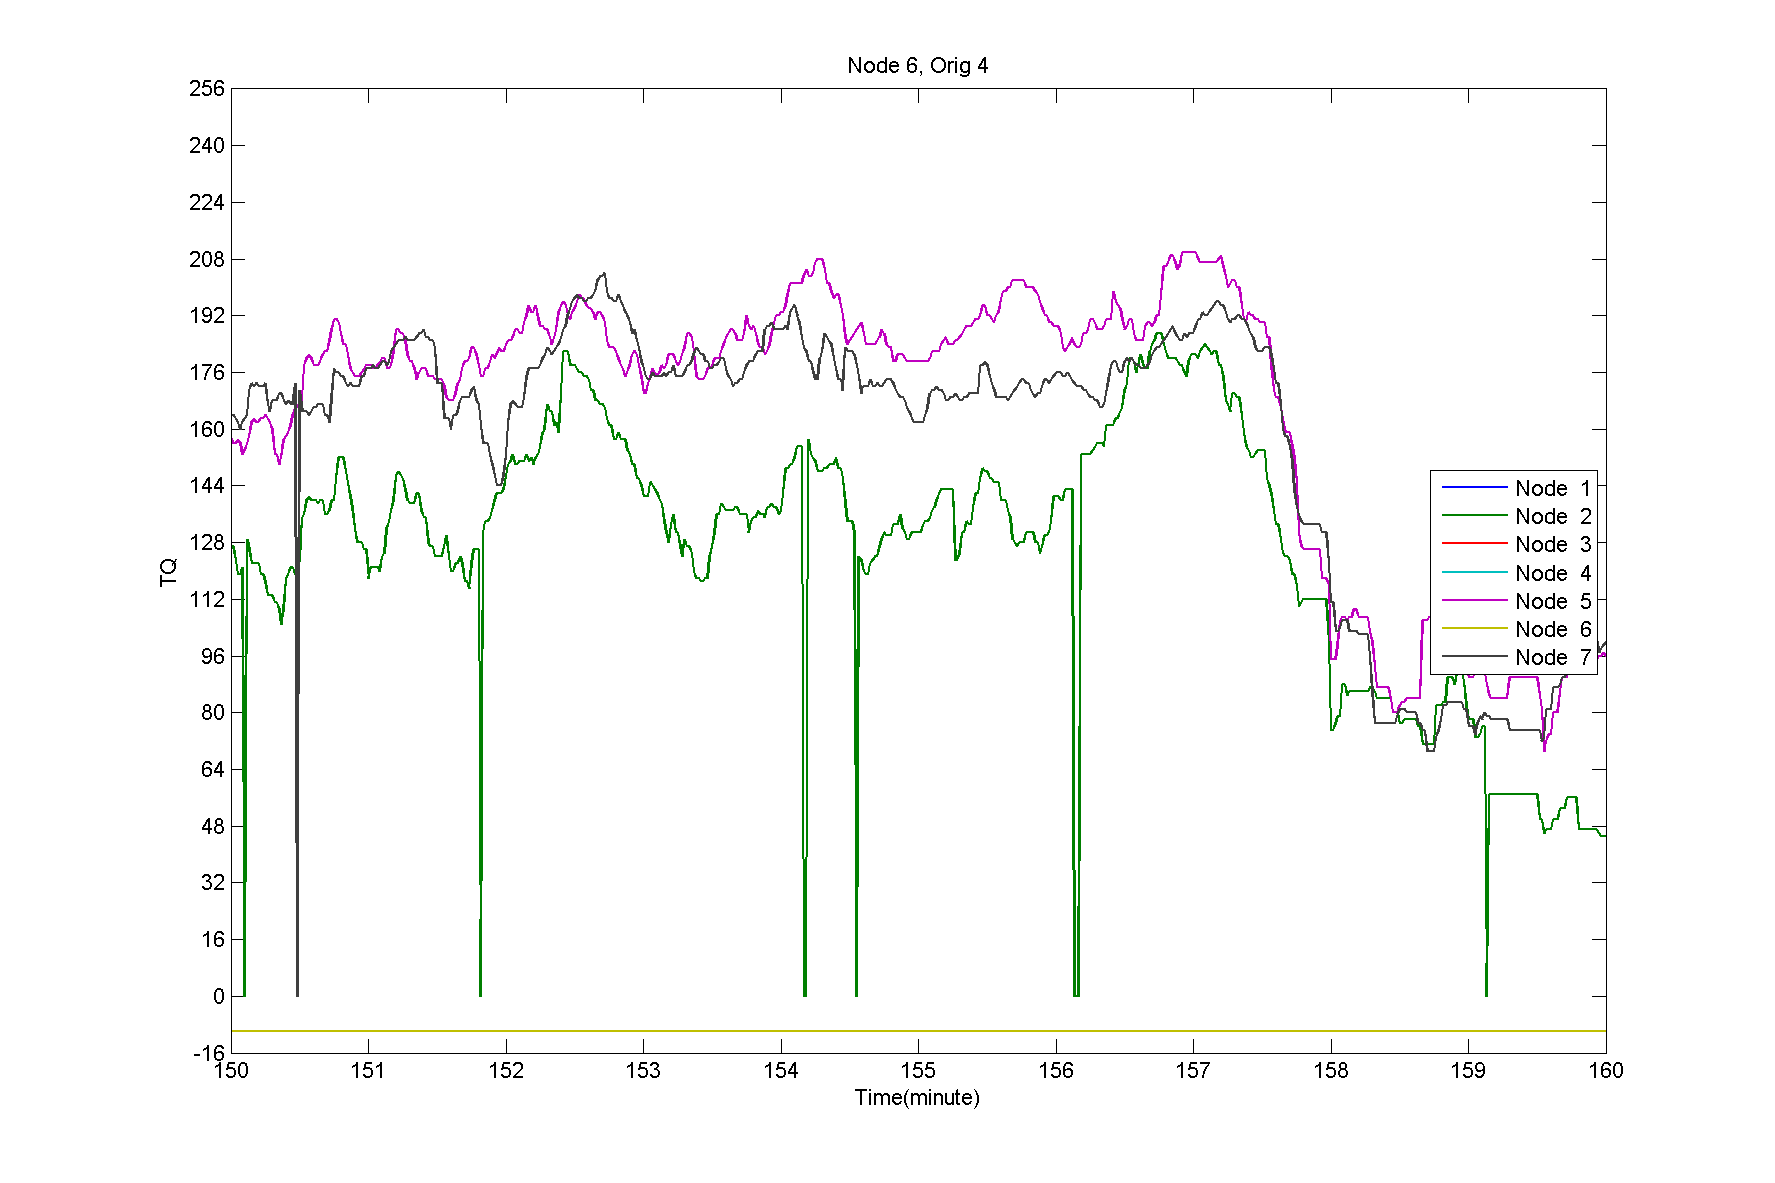 Node 6, Orig 4
256
240
224
208
192
176
160
144
128
112
96
80
64
48
32
16
0
-16
TQ
Node 1
Node 2
Node 3
Node 4
Node 5
Node 6
Node 7
150 151 152 153 154 155 156 157 158 159 160
Time(minute)